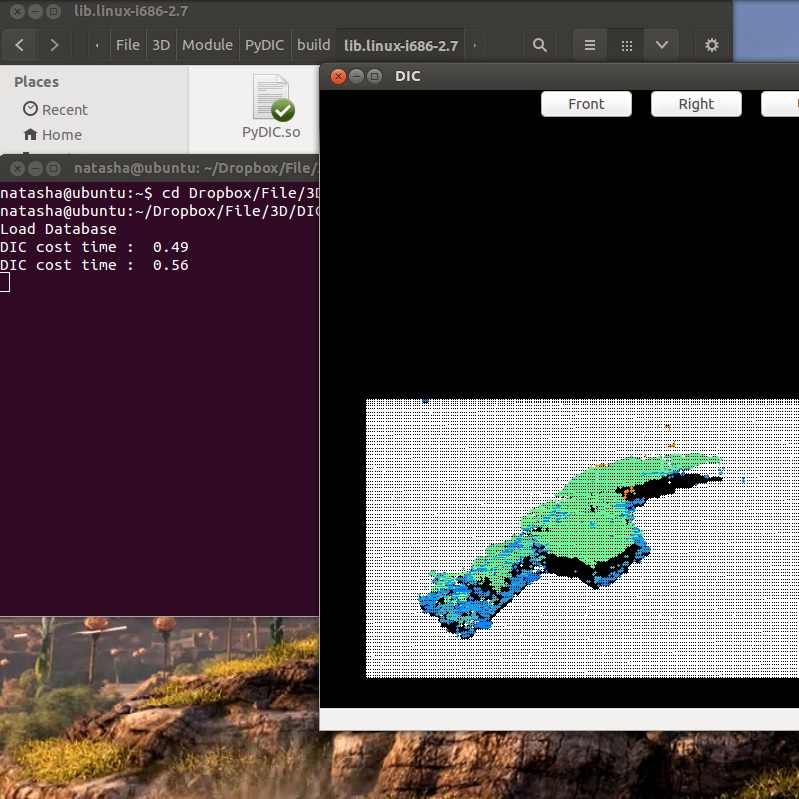 lib.linux-i686-2.7
File 3D Module PyDIC build lib.linux-i686-2.7
Places
Recent
Home
PyDIC.so
DIC
Front Right
natasha@ubuntu: ~/Dropbox/File/
natasha@ubuntu:~$ cd Dropbox/File/3D
natasha@ubuntu:~/Dropbox/File/3D/DIC
Load Database
DIC cost time : 0.49
DIC cost time : 0.56